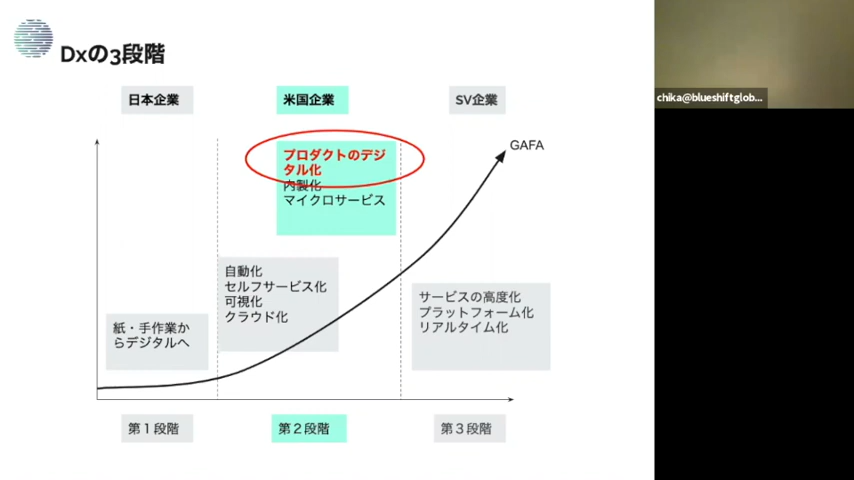 Dxの3段階
日本企業
米国企業
SV企業
GAFA
プロダクトのデジ
タル化
内製化
マイクロサービス
自動化
セルフサービス化
可視化
クラウド化
サービスの高度化
プラットフォーム化
リアルタイム化
紙・手作業か
らデジタルへ
第1段階
第2段階
第3段階
chika@blueshiftglob...